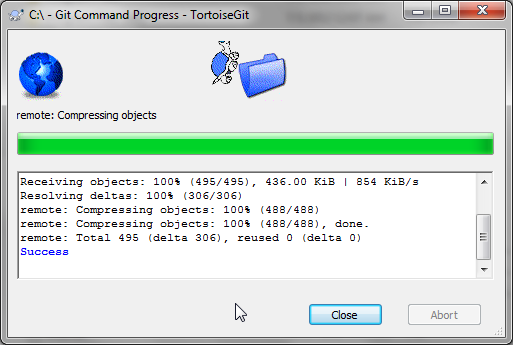 C:\ - Git Command Progress - TortoiseGit
remote: Compressing objects
Receiving objects: 100% (495/495), 436.00 KiB | 854 KiB/s
Resolving deltas: 100% (306/306)
remote: Compressing objects: 100% (488/488)
remote: Compressing objects: 100% (488/488), done.
remote: Total 495 (delta 306), reused 0 (delta 0)
Success
Close
Abort